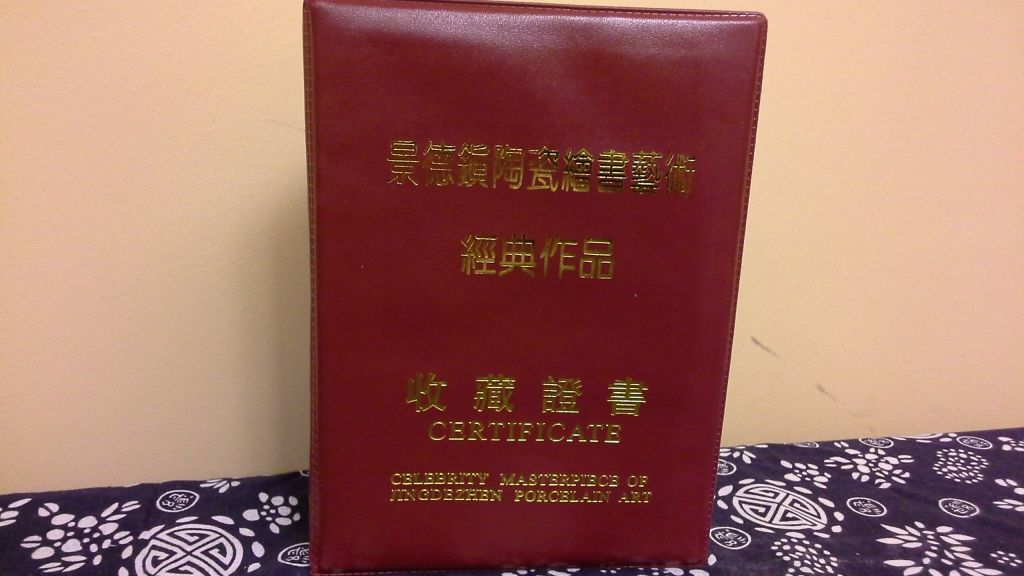 景德鎮陶瓷繪書藝術
經典作品
收藏證書
CERTIFICATE
CELEBRITY MASTERPIECE OF
JINGDEZHEN PORCELAIN ART